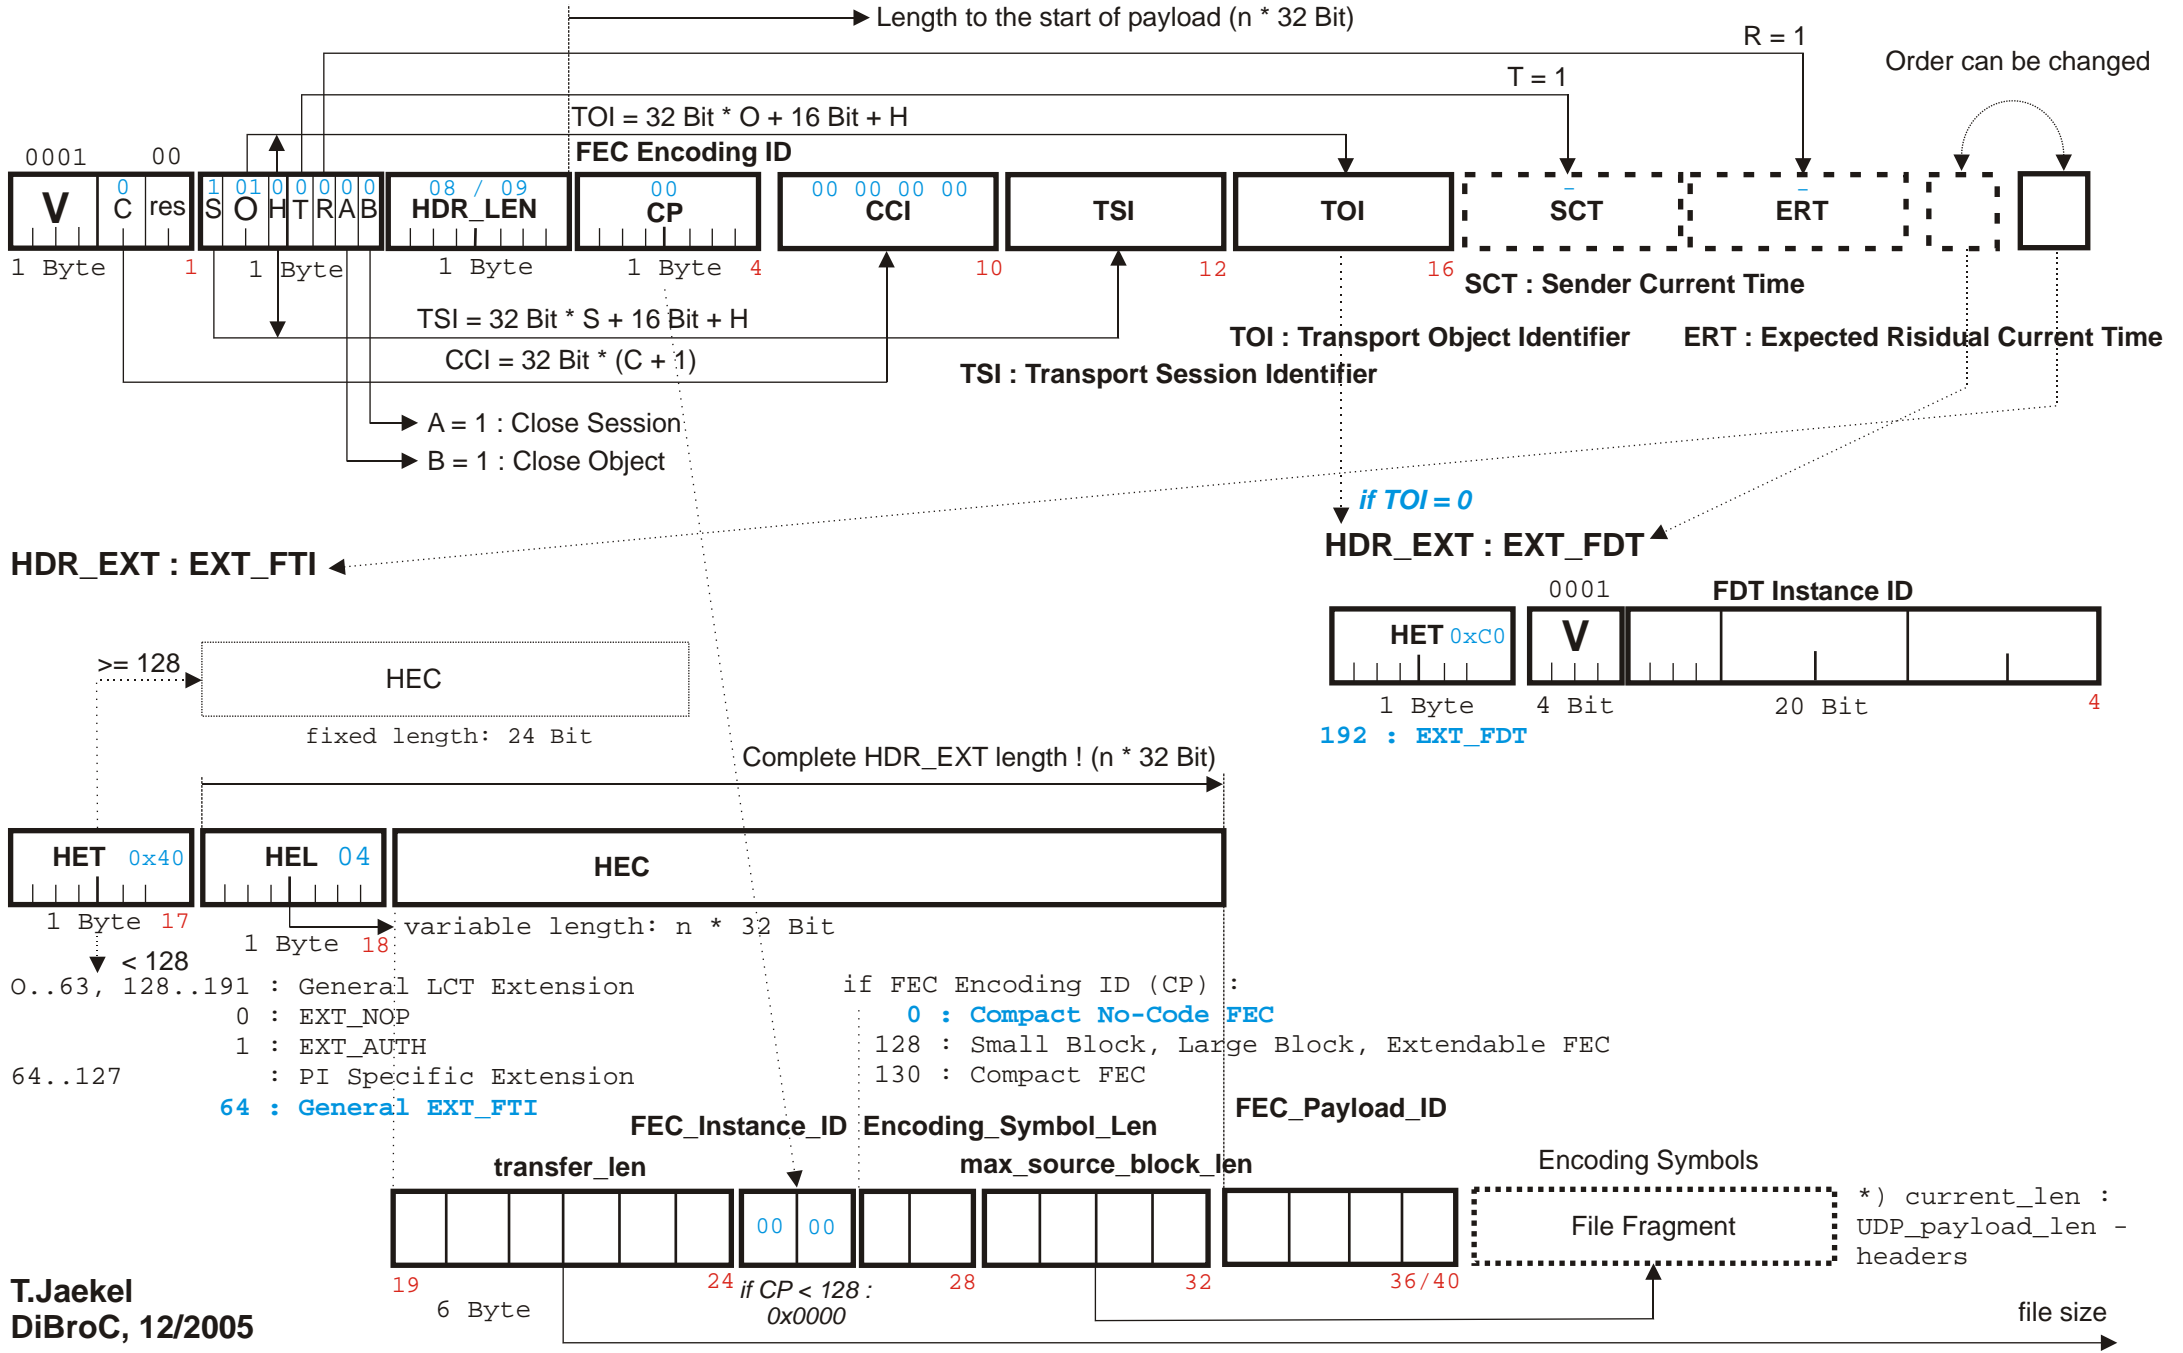 Length to the start of payload (n * 32 Bit)
R = 1
T = 1
Order can be changed
TOI = 32 Bit * O + 16 Bit + H
0001 00
FEC Encoding ID
0 1 01 0 0 0 0 0 08 / 09 00 00 00 00 00 - -
V C res S O H T R A B HDR_LEN CP CCI TSI TOI SCT ERT
1 Byte 1 1 Byte 1 Byte 1 Byte 4 10 12 16
SCT : Sender Current Time
TSI = 32 Bit * S + 16 Bit + H
TOI : Transport Object Identifier ERT : Expected Risidual Current Time
CCI = 32 Bit * (C + 1)
TSI : Transport Session Identifier
A = 1 : Close Session
B = 1 : Close Object
if TOI = 0
HDR_EXT : EXT_FDT
HDR_EXT : EXT_FTI
0001 FDT Instance ID
HET 0xC0 V
1 Byte 4 Bit 20 Bit 4
192 : EXT_FDT
>= 128
HEC
fixed length: 24 Bit
Complete HDR_EXT length ! (n * 32 Bit)
HET 0x40 HEL 04 HEC
1 Byte 17 1 Byte 18 variable length: n * 32 Bit
< 128
O..63, 128..191 : General LCT Extension
0 : EXT_NOP
1 : EXT_AUTH
64..127 : PI Specific Extension
64 : General EXT_FTI
if FEC Encoding ID (CP) :
0 : Compact No-Code FEC
128 : Small Block, Large Block, Extendable FEC
130 : Compact FEC
FEC_Payload_ID
FEC_Instance_ID Encoding_Symbol_Len
transfer_len max_source_block_len Encoding Symbols
00 00 File Fragment
*) current_len :
UDP_payload_len -
headers
19 24 28 32 36/40
6 Byte
if CP < 128 :
0x0000
T.Jaekel
DiBroC, 12/2005
file size